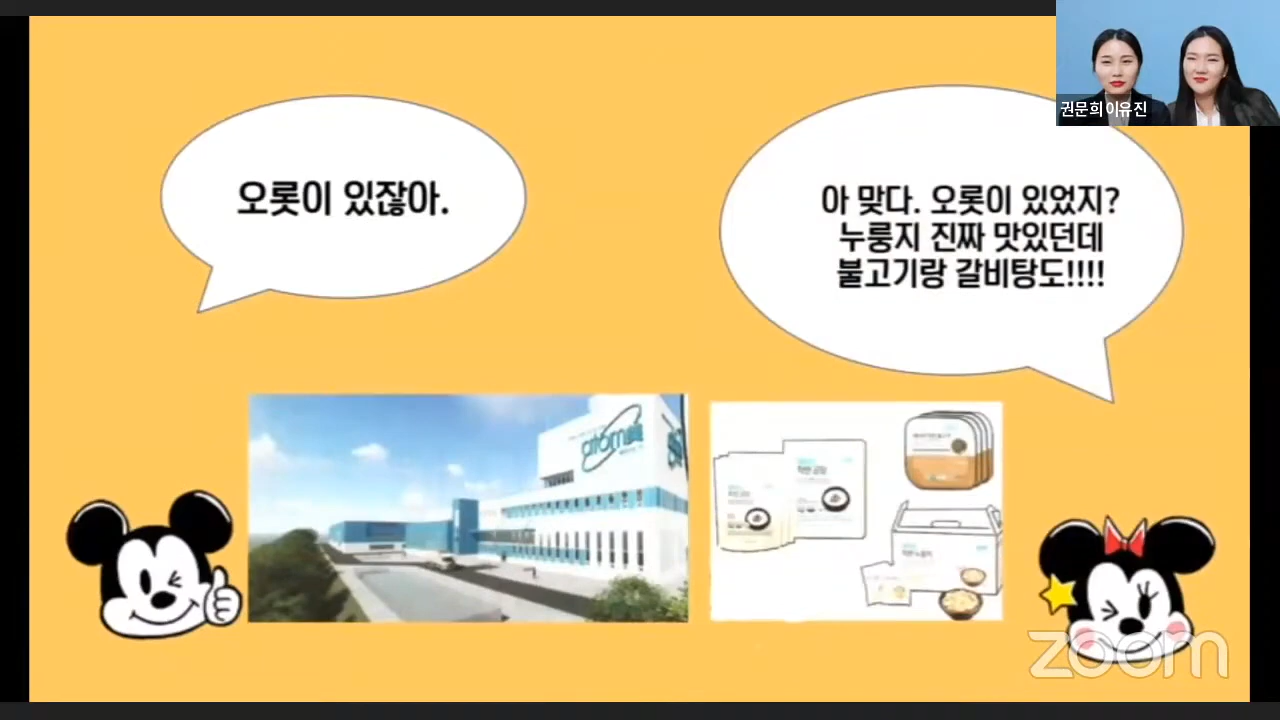 권문희 이유진
오롯이 있잖아.
아 맞다. 오롯이 있었지?
누룽지 진짜 맛있던데
불고기랑 갈비탕도!!!!
atom
zoom